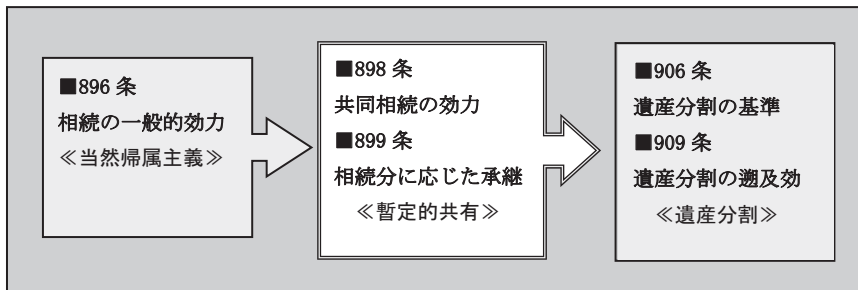 ■896 条
相続の一般的効力
≪当然帰属主義≫
■898 条
共同相続の効力
■899 条
相続分に応じた承継
≪暫定的共有≫
■906 条
遺産分割の基準
■909 条
遺産分割の遡及効
≪遺産分割≫